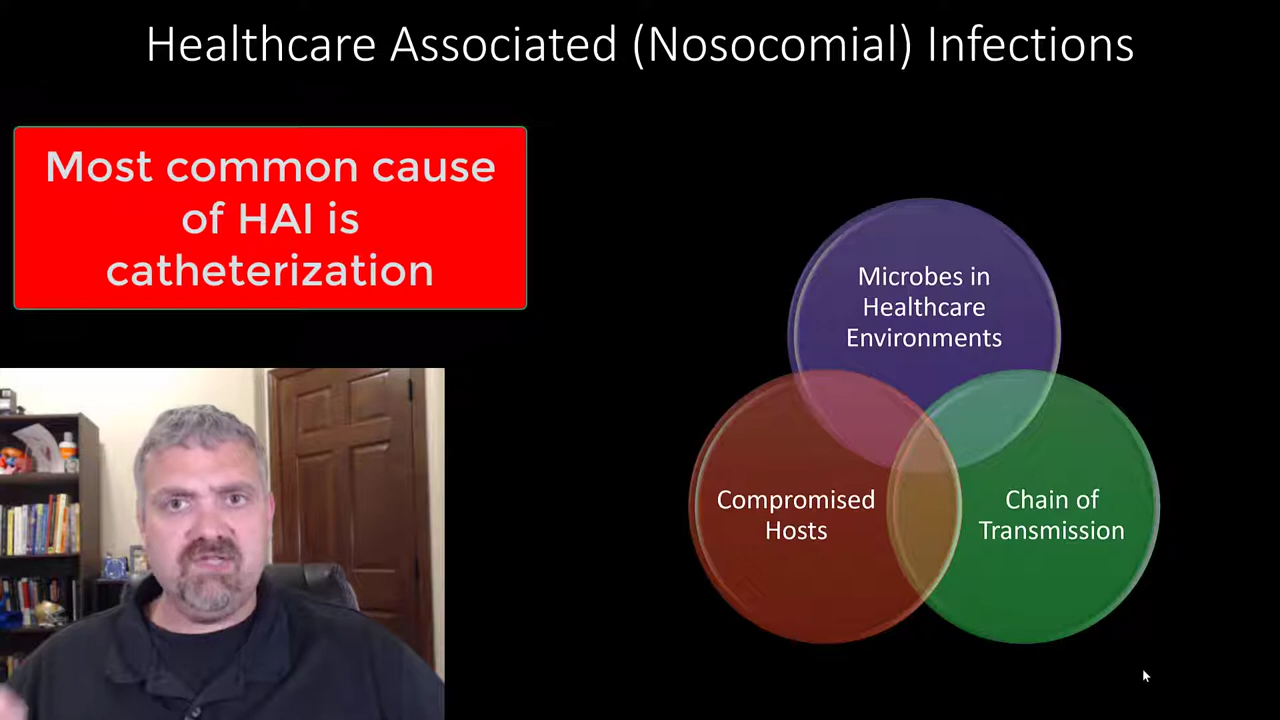 Healthcare Associated (Nosocomial) Infections
Most common cause
of HAI is
catheterization
Microbes in
Healthcare
Environments
Compromised
Hosts
Chain of
Transmission